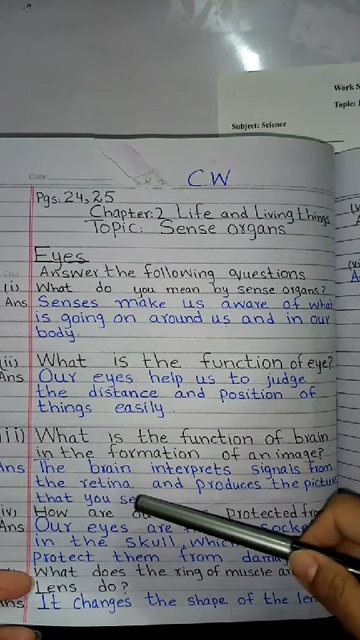 Work S
Topic:
Subject: Science
Date:
C.W
Pgs: 24,25
Chapter:2 Life and Living things
Topic: Sense organs
Eyes
Answer the following questions
(i) What do you mean by sense organs?
Ans Senses make us aware of what
is going on around us and in our
body.
(ii) What is the function of eye?
Ans Our eyes help us to judge
the distance and position of
things easily.
iii) What is the function of brain
in the formation of an image?
Ans The brain interprets signals from
the retina and produces the picture
that you se
iv) How are protected from
Ans Our eyes are socke
in the skull which
protect them from dama
What does the ring of muscle
Lens do?
Ans It changes the shape of the len